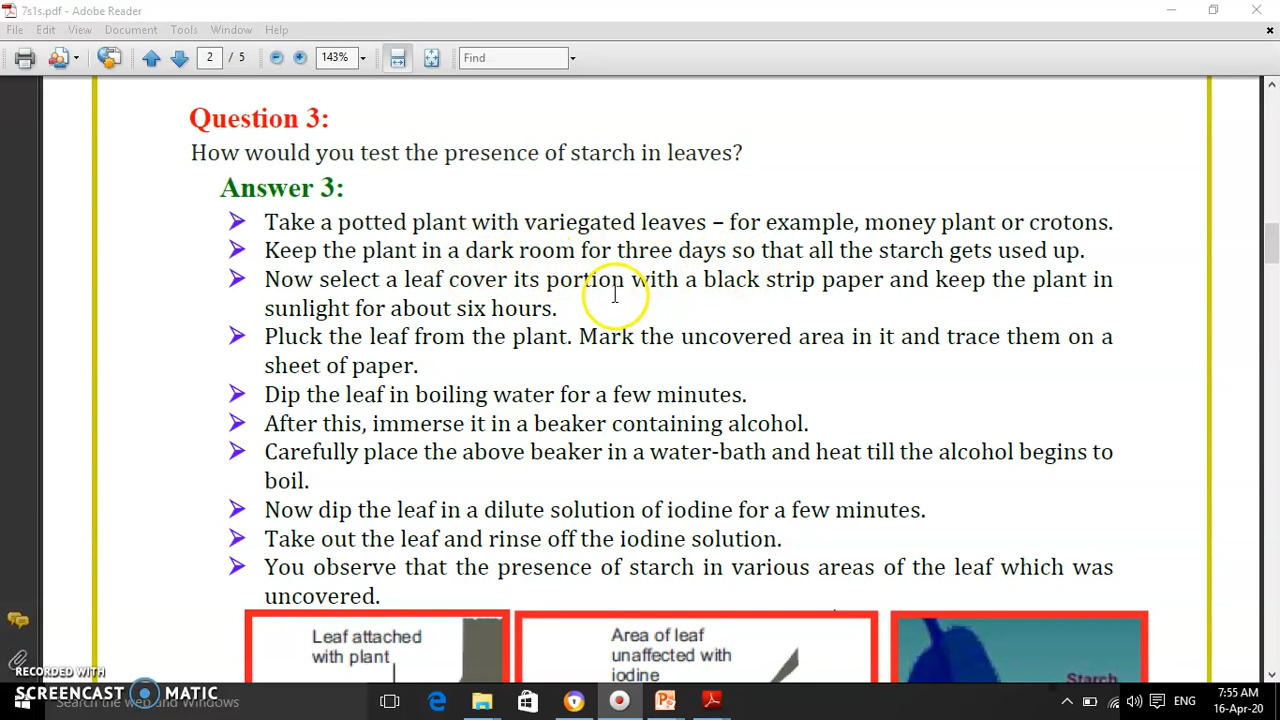 7s1s.pdf - Adobe Reader
File Edit View Document Tools Window Help
2 / 5 143% Find
Question 3:
How would you test the presence of starch in leaves?
Answer 3:
Take a potted plant with variegated leaves – for example, money plant or crotons.
Keep the plant in a dark room for three days so that all the starch gets used up.
Now select a leaf cover its portion with a black strip paper and keep the plant in
sunlight for about six hours.
Pluck the leaf from the plant. Mark the uncovered area in it and trace them on a
sheet of paper.
Dip the leaf in boiling water for a few minutes.
After this, immerse it in a beaker containing alcohol.
Carefully place the above beaker in a water-bath and heat till the alcohol begins to
boil.
Now dip the leaf in a dilute solution of iodine for a few minutes.
Take out the leaf and rinse off the iodine solution.
You observe that the presence of starch in various areas of the leaf which was
uncovered.
Leaf attached
with plant
Area of leaf
unaffected with
iodine
Starch
RECORDED WITH
SCREENCAST MATIC
Search the web and Windows
ENG
7:55 AM
16-Apr-20